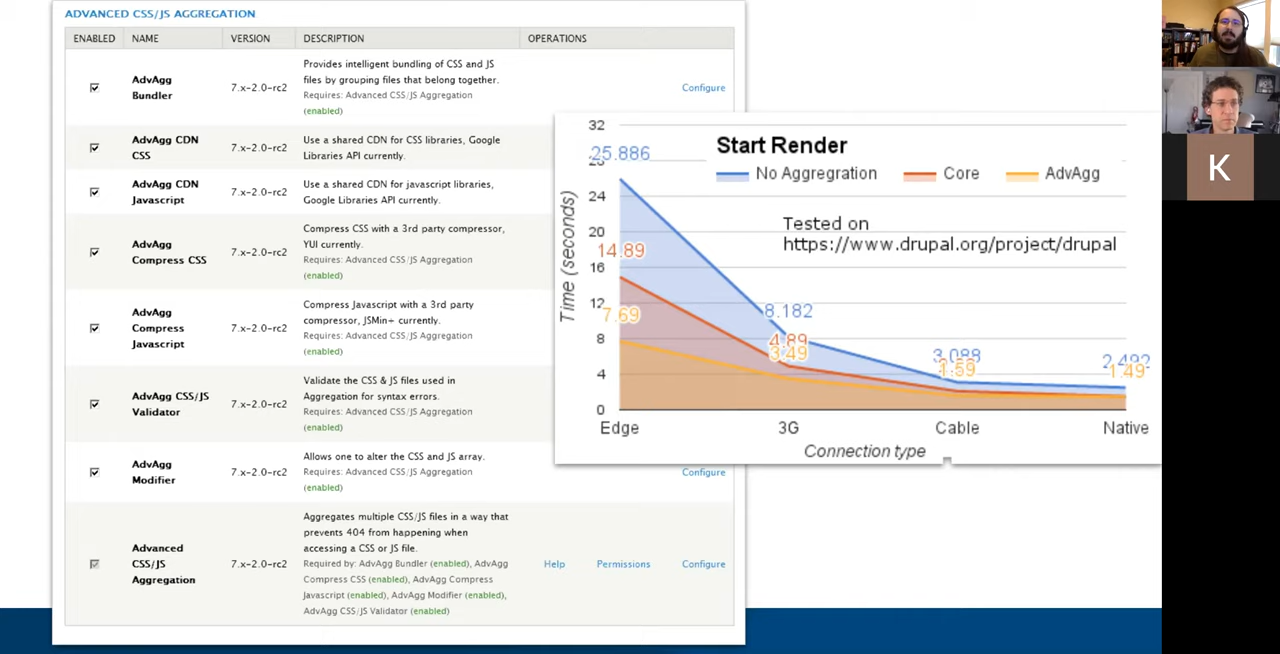 ADVANCED CSS/JS AGGREGATION
ENABLED NAME VERSION DESCRIPTION OPERATIONS
AdvAgg
Bundler
7.x-2.0-rc2
Provides intelligent bundling of CSS and JS
files by grouping files that belong together.
Requires: Advanced CSS/JS Aggregation
(enabled)
Configure
AdvAgg CDN
CSS
7.x-2.0-rc2
Use a shared CDN for CSS libraries, Google
Libraries API currently.
AdvAgg CDN
Javascript
7.x-2.0-rc2
Use a shared CDN for javascript libraries,
Google Libraries API currently.
AdvAgg
Compress CSS
7.x-2.0-rc2
Compress CSS with a 3rd party compressor,
YUI currently.
Requires: Advanced CSS/JS Aggregation
(enabled)
AdvAgg
Compress
Javascript
7.x-2.0-rc2
Compress Javascript with a 3rd party
compressor, JSMin+ currently.
Requires: Advanced CSS/JS Aggregation
(enabled)
AdvAgg CSS/JS
Validator
7.x-2.0-rc2
Validate the CSS & JS files used in
Aggregation for syntax errors.
Requires: Advanced CSS/JS Aggregation
(enabled)
AdvAgg
Modifier
7.x-2.0-rc2
Allows one to alter the CSS and JS array.
Requires: Advanced CSS/JS Aggregation
(enabled)
Configure
Advanced
CSS/JS
Aggregation
7.x-2.0-rc2
Aggregates multiple CSS/JS files in a way that
prevents 404 from happening when
accessing a CSS or JS file.
Required by: AdvAgg Bundler (enabled), AdvAgg
Compress CSS (enabled), AdvAgg Compress
Javascript (enabled), AdvAgg Modifier (enabled),
AdvAgg CSS/JS Validator (enabled)
Help Permissions Configure
Start Render
No Aggregration Core AdvAgg
Tested on
https://www.drupal.org/project/drupal
Time (seconds)
32
28
24
20
16
12
8
4
0
25.886
14.89
7.69
8.182
4.89
3.49
3.088
1.59
2.492
1.49
Edge 3G Cable Native
Connection type
K